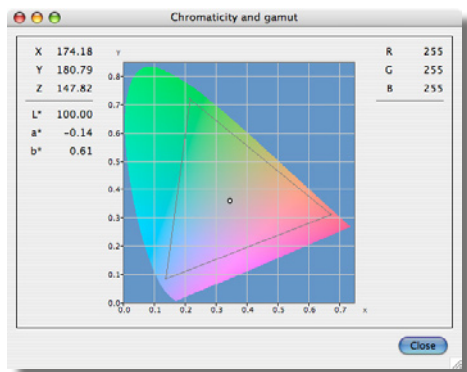 Chromaticity and gamut
X 174.18
Y 180.79
Z 147.82
L* 100.00
a* -0.14
b* 0.61
Y
0.8
0.7
0.6
0.5
0.4
0.3
0.2
0.1
0.0
0.0 0.1 0.2 0.3 0.4 0.5 0.6 0.7 x
R 255
G 255
B 255
Close